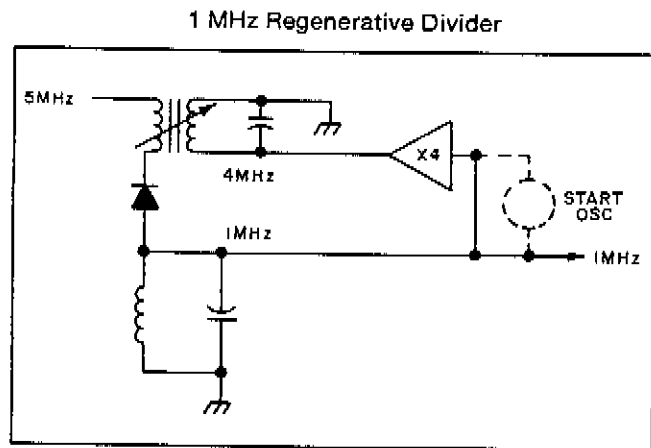 1 MHz Regenerative Divider
5MHz
X4
4MHz
START
OSC
1MHz
1MHz